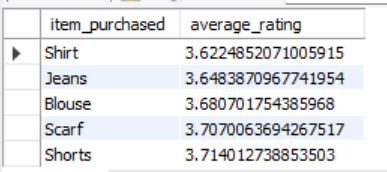 item_purchased average_rating
Shirt 3.6224852071005915
Jeans 3.6483870967741954
Blouse 3.680701754385968
Scarf 3.7070063694267517
Shorts 3.714012738853503